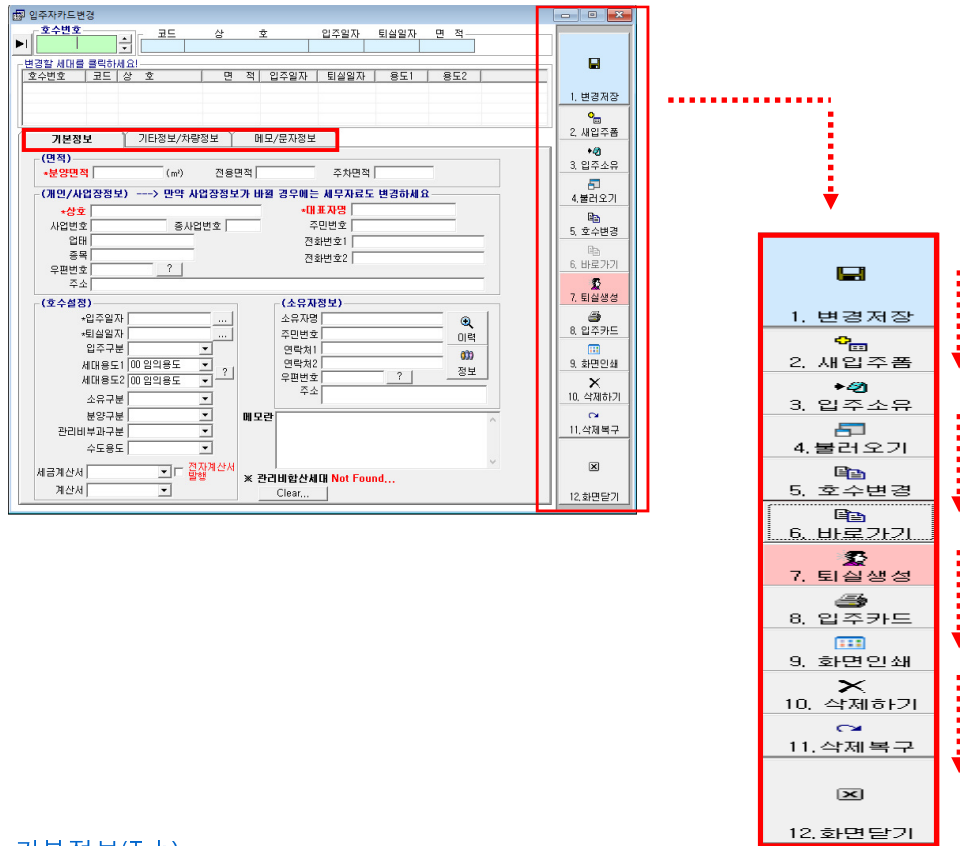 입주자카드변경
호수번호 코드 상 호 입주일자 퇴실일자 면 적
변경할 세대를 클릭하세요!
호수번호 코드 상 호 면 적 입주일자 퇴실일자 용도1 용도2
기본정보 기타정보/차량정보 메모/문자정보
(면적)
*분양면적 (㎡) 전용면적 주차면적
(개인/사업장정보) ---> 만약 사업장정보가 바뀔 경우에는 세무자료도 변경하세요
*상호 *대표자명
사업번호 종사업번호 주민번호
업태 전화번호1
종목 전화번호2
우편번호 ?
주소
(호수설정)
*입주일자 ...
*퇴실일자 ...
입주구분
세대용도1 00 임의용도
세대용도2 00 임의용도 ?
소유구분
분양구분
관리비부과구분
수도용도
세금계산서 전자계산서
발행
계산서
(소유자정보)
소유자명
주민번호 이력
연락처1
연락처2 정보
우편번호 ?
주소
메모란
※ 관리비합산세대 Not Found...
Clear...
1. 변경저장
2. 새입주폼
3. 입주소유
4.불러오기
5. 호수변경
6. 바로가기
7. 퇴실생성
8. 입주카드
9. 화면인쇄
10. 삭제하기
11.삭제복구
12.화면닫기
1. 변경저장
2. 새입주폼
3. 입주소유
4.불러오기
5. 호수변경
6. 바로가기
7. 퇴실생성
8. 입주카드
9. 화면인쇄
10. 삭제하기
11.삭제복구
12.화면닫기